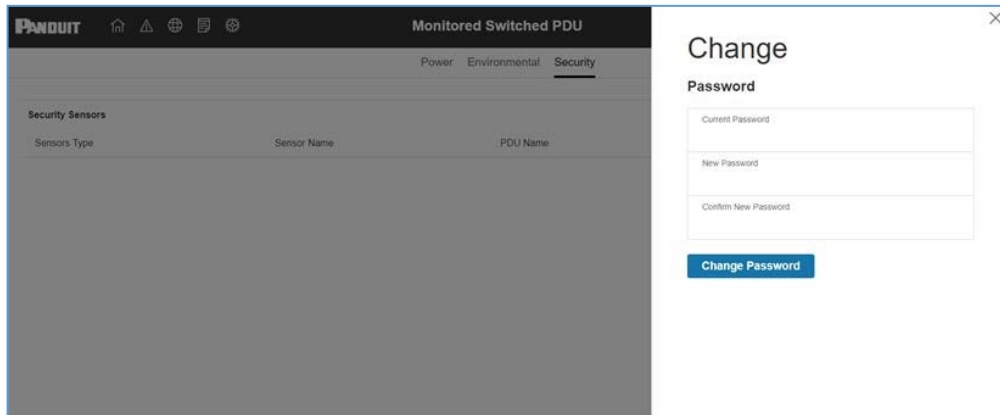 PANDUIT
Monitored Switched PDU
Power Environmental Security
Security Sensors
Sensors Type Sensor Name PDU Name
Change
Password
Current Password
New Password
Confirm New Password
Change Password